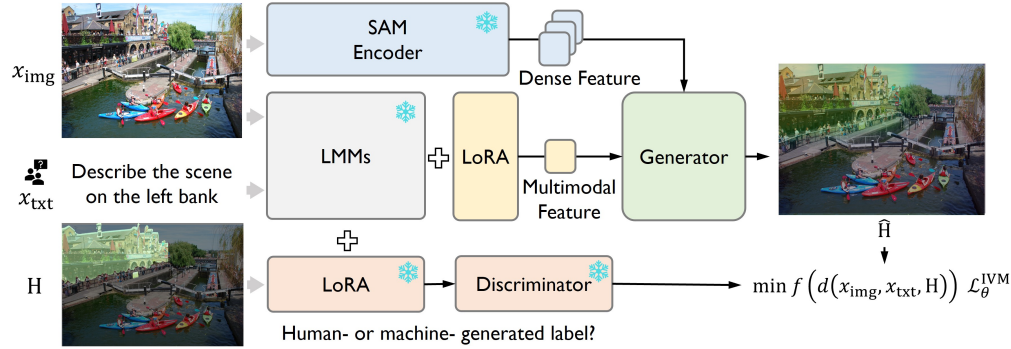 x_img
SAM
Encoder
Dense Feature
LMMs
LoRA
Multimodal
Feature
Generator
?
x_txt
Describe the scene
on the left bank
Ĥ
H
LoRA
Discriminator
min f(d(x_img, x_txt, H)) ℒ_θ^IVM
Human- or machine- generated label?